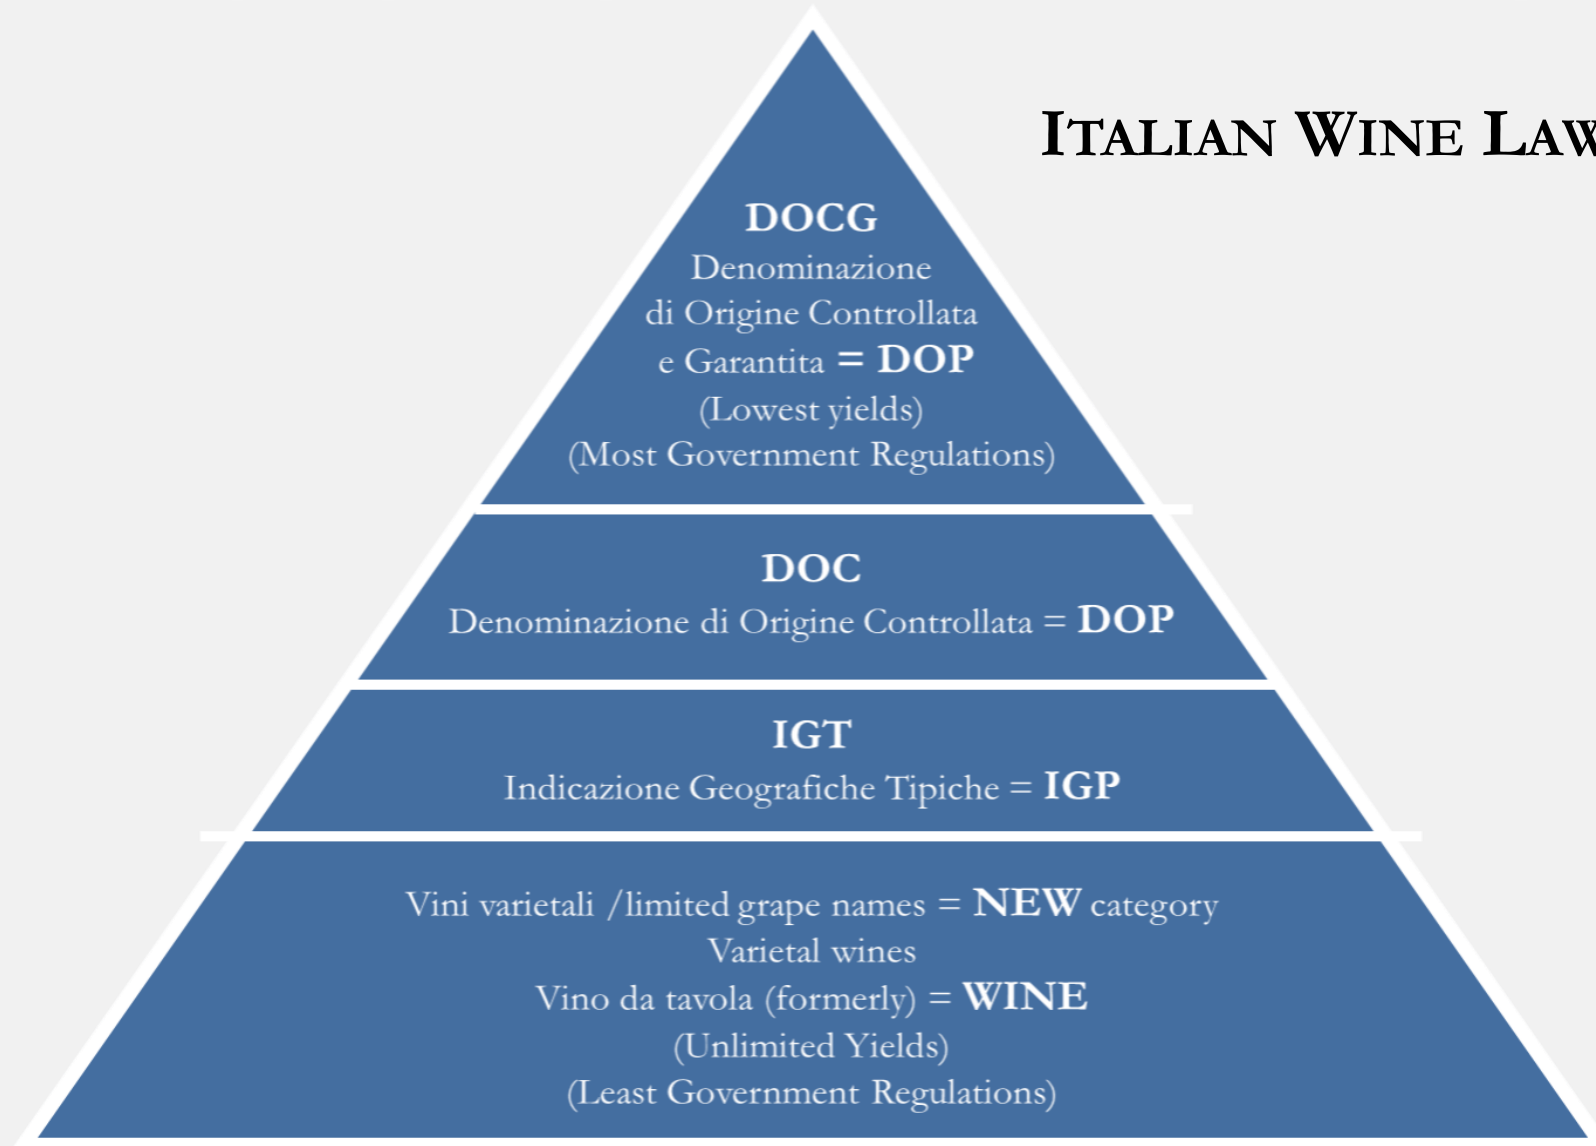 ITALIAN WINE LAW
DOCG
Denominazione
di Origine Controllata
e Garantita = DOP
(Lowest yields)
(Most Government Regulations)
DOC
Denominazione di Origine Controllata = DOP
IGT
Indicazione Geografiche Tipiche = IGP
Vini varietali /limited grape names = NEW category
Varietal wines
Vino da tavola (formerly) = WINE
(Unlimited Yields)
(Least Government Regulations)